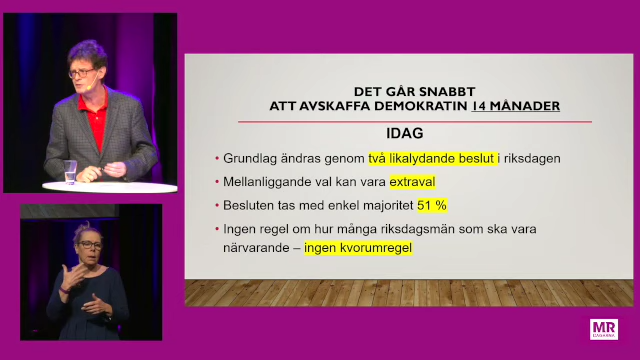 DET GÅR SNABBT
ATT AVSKAFFA DEMOKRATIN 14 MÅNADER
IDAG
• Grundlag ändras genom två likalydande beslut i riksdagen
• Mellanliggande val kan vara extraval
• Besluten tas med enkel majoritet 51 %
• Ingen regel om hur många riksdagsmän som ska vara
närvarande – ingen kvorumregel
MR
DAGARNA